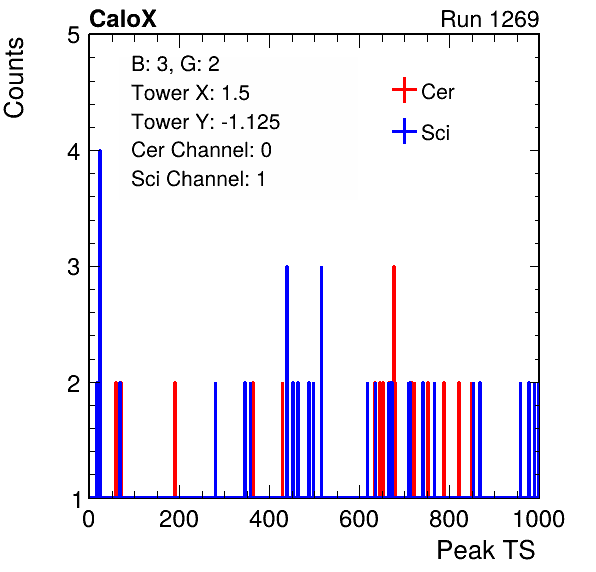 CaloX Run 1269
Counts
5
B: 3, G: 2
Tower X: 1.5
Tower Y: -1.125
Cer Channel: 0
Sci Channel: 1
Cer
Sci
4
3
2
1
0 200 400 600 800 1000
Peak TS